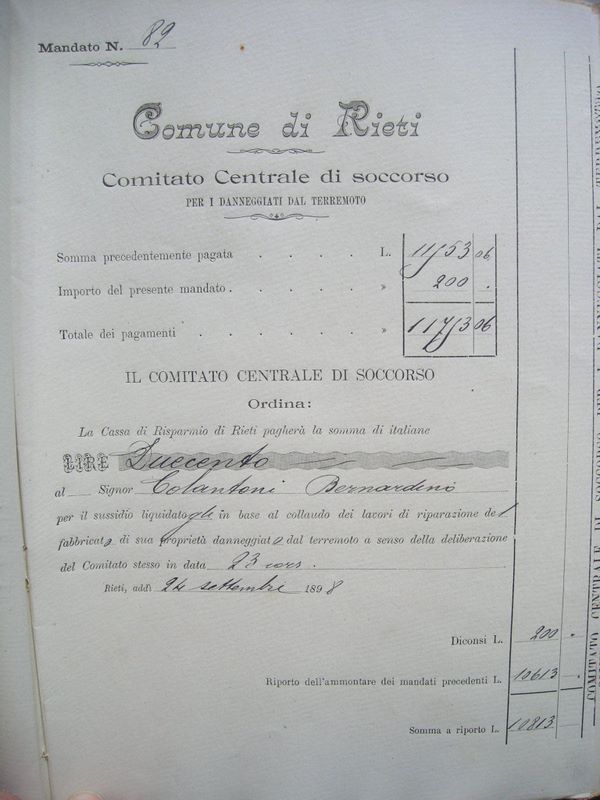 Mandato N. 82
Comune di Rieti
Comitato Centrale di soccorso
PER I DANNEGGIATI DAL TERREMOTO
Somma precedentemente pagata . . . . L. 11553 06
Importo del presente mandato . . . . . » 200 .
Totale dei pagamenti . . . . . . » 11753 06
IL COMITATO CENTRALE DI SOCCORSO
Ordina:
La Cassa di Risparmio di Rieti pagherà la somma di italiane
LIRE Duecento
al Signor Colantoni Bernardino
per il sussidio liquidatogli in base al collaudo dei lavori di riparazione del
fabbricato di sua proprietà danneggiato dal terremoto a senso della deliberazione
del Comitato stesso in data 23 cors.
Rieti, addì 24 settembre 1898
Diconsi L. 200 .
Riporto dell'ammontare dei mandati precedenti L. 10613 .
Somma a riporto L. 10813